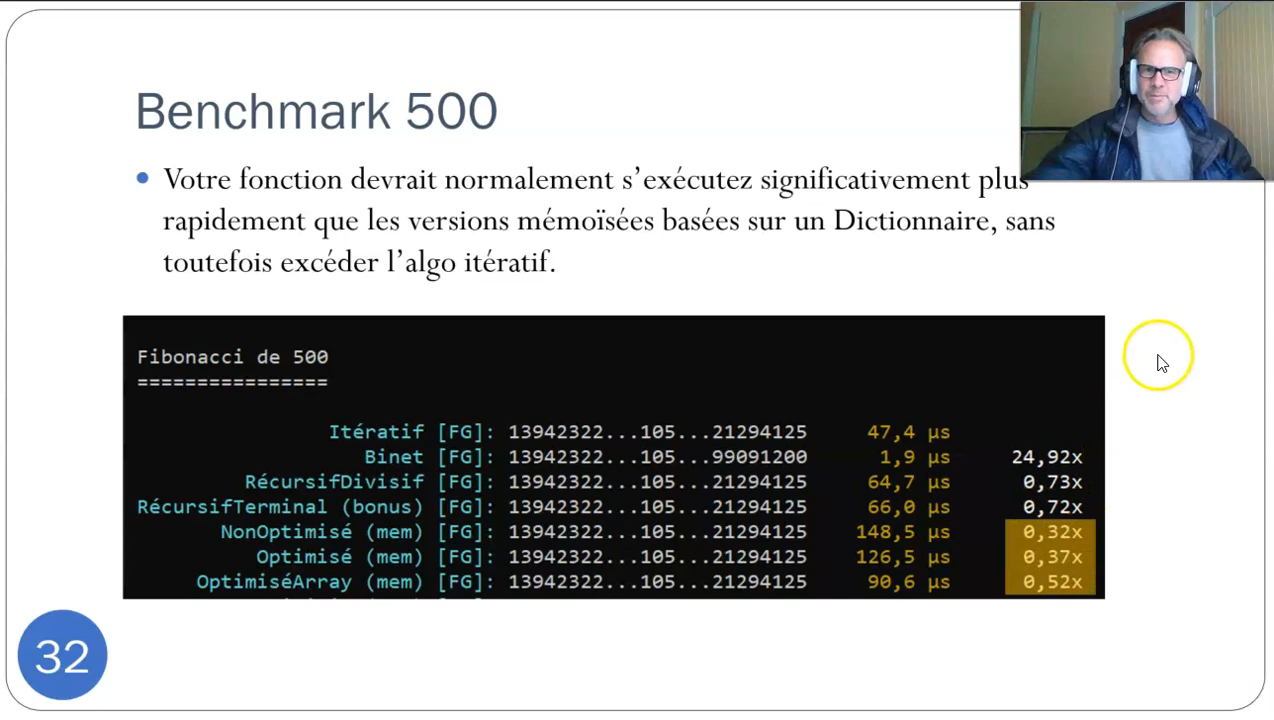 Benchmark 500
• Votre fonction devrait normalement s’exécutez significativement plus
rapidement que les versions mémoïsées basées sur un Dictionnaire, sans
toutefois excéder l’algo itératif.
Fibonacci de 500
================
Itératif [FG]: 13942322...105...21294125 47,4 µs
Binet [FG]: 13942322...105...99091200 1,9 µs 24,92x
RécursifDivisif [FG]: 13942322...105...21294125 64,7 µs 0,73x
RécursifTerminal (bonus) [FG]: 13942322...105...21294125 66,0 µs 0,72x
NonOptimisé (mem) [FG]: 13942322...105...21294125 148,5 µs 0,32x
Optimisé (mem) [FG]: 13942322...105...21294125 126,5 µs 0,37x
OptimiséArray (mem) [FG]: 13942322...105...21294125 90,6 µs 0,52x
32